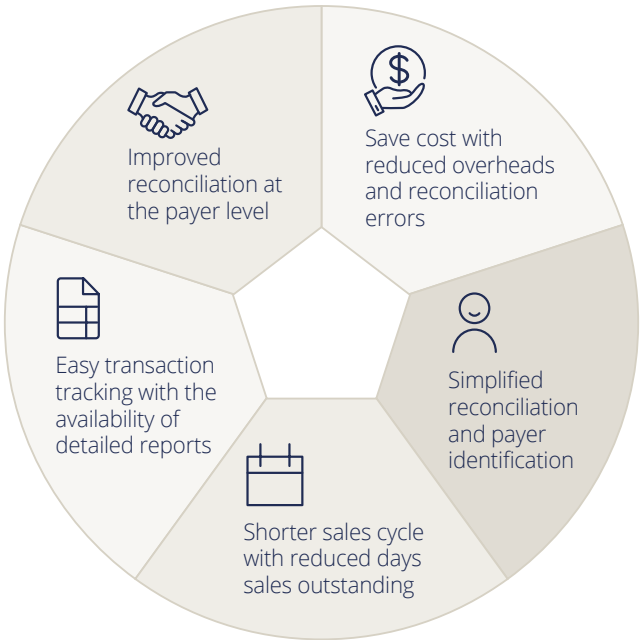 Improved
reconciliation at
the payer level
$
Save cost with
reduced overheads
and reconciliation
errors
Simplified
reconciliation
and payer
identification
Shorter sales cycle
with reduced days
sales outstanding
Easy transaction
tracking with the
availability of
detailed reports